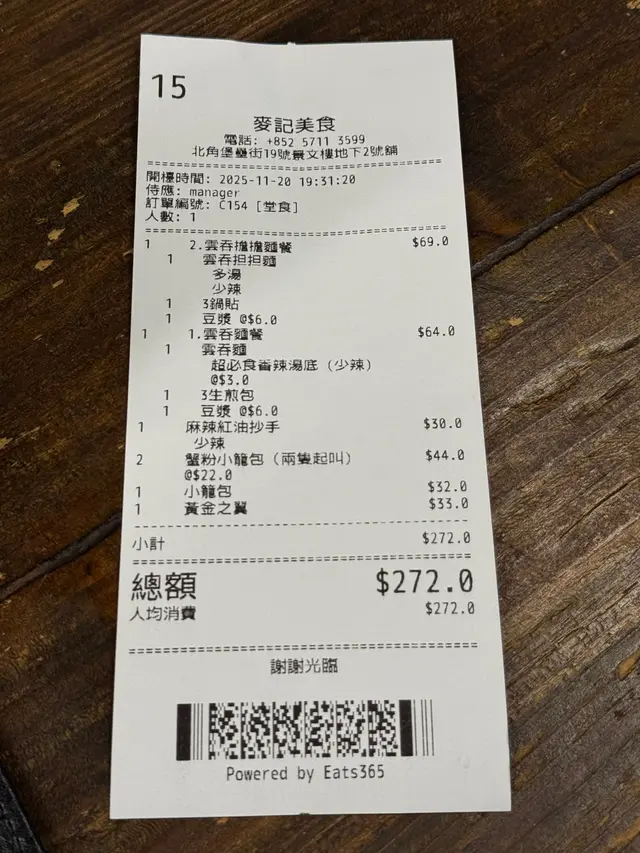 15
麥記美食
電話: +852 5711 3599
北角堡壘街19號景文樓地下2號舖
開檯時間: 2025-11-20 19:31:20
侍應: manager
訂單編號: C154 [堂食]
人數: 1
1 2.雲吞擔擔麵餐 $69.0
1 雲吞担担麵
多湯
少辣
1 3鍋貼
1 豆漿 @$6.0
1 1.雲吞麵餐 $64.0
1 雲吞麵
超必食香辣湯底（少辣）
@$3.0
1 3生煎包
1 豆漿 @$6.0
1 麻辣紅油抄手 $30.0
少辣
2 蟹粉小籠包（兩隻起叫） $44.0
@$22.0
1 小籠包 $32.0
1 黃金之翼 $33.0
小計 $272.0
總額 $272.0
人均消費 $272.0
謝謝光臨
Powered by Eats365